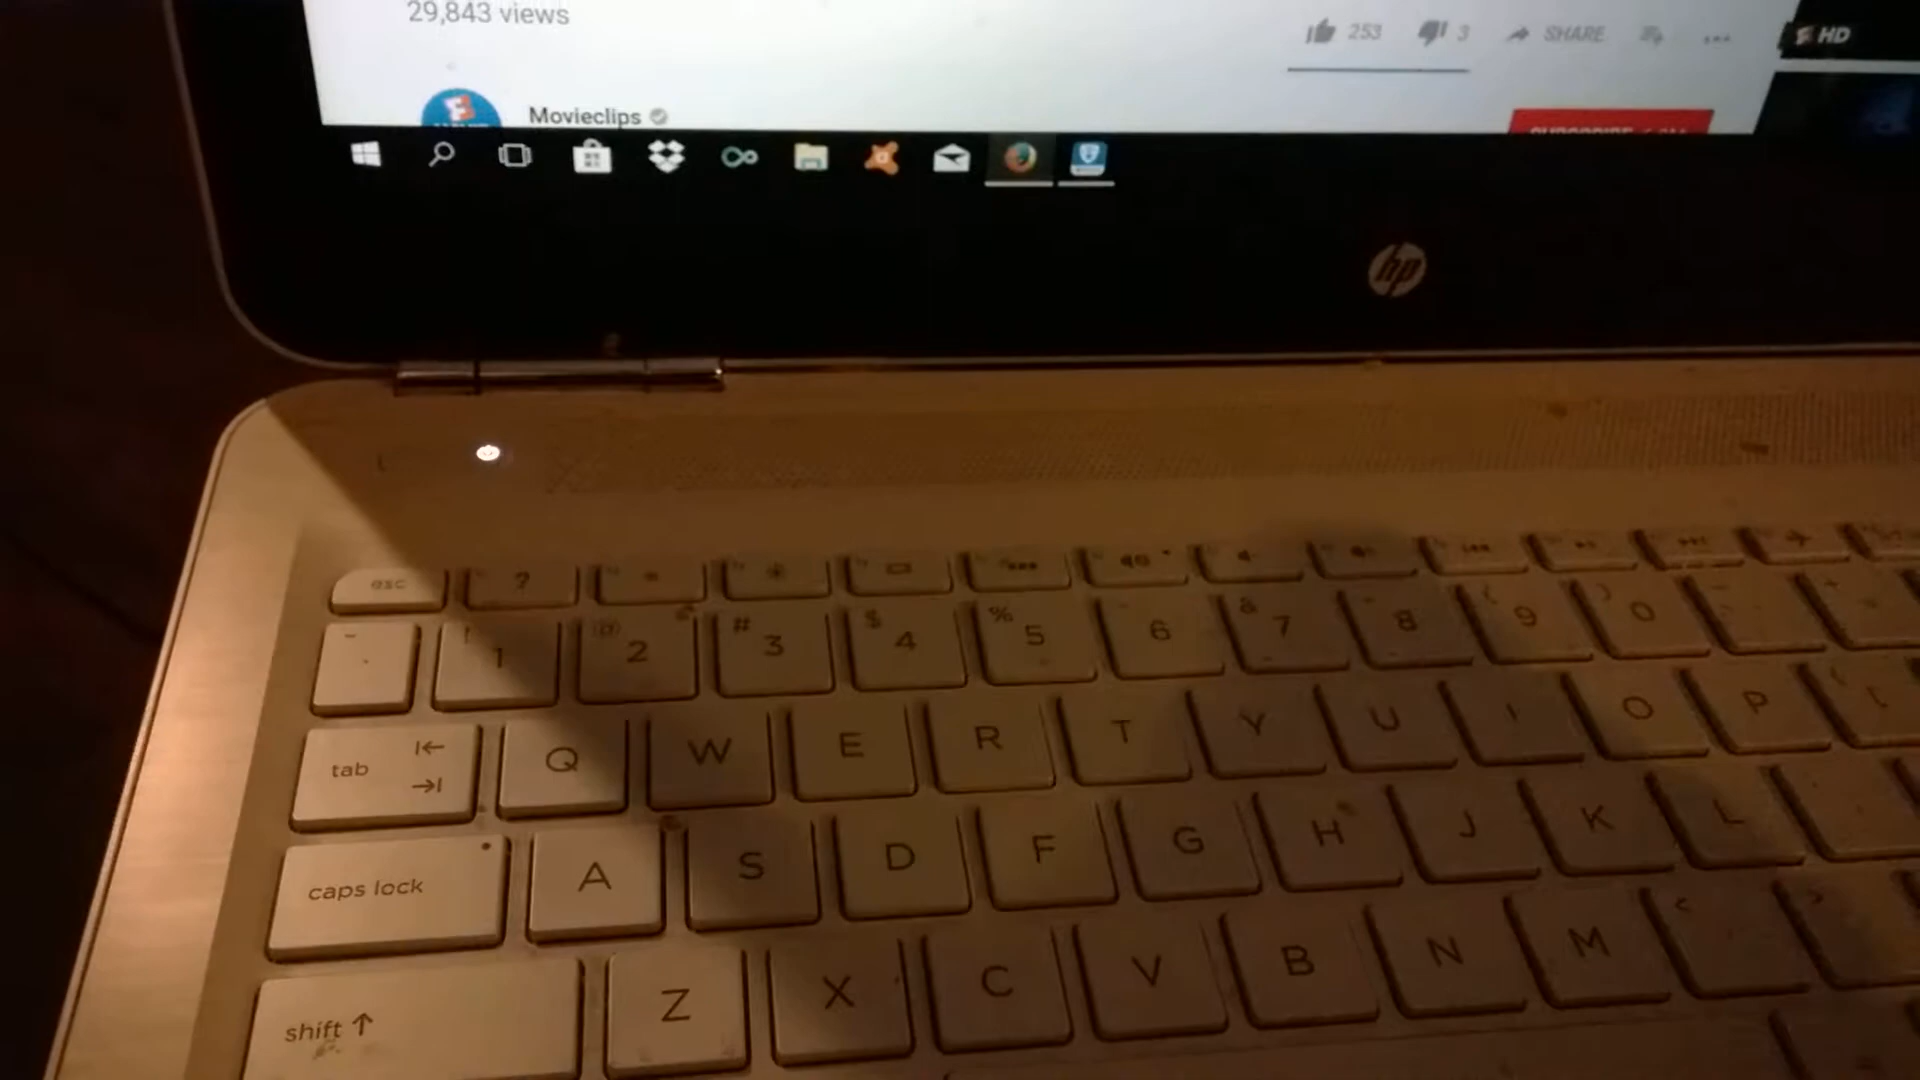 29,843 views
253 3 SHARE
HD
Movieclips
hp
esc ?
! 1 @ 2 # 3 $ 4 % 5 6 & 7 8 ( 9 ) 0
tab Q W E R T Y U I O P
caps lock A S D F G H J K L
shift Z X C V B N M < >